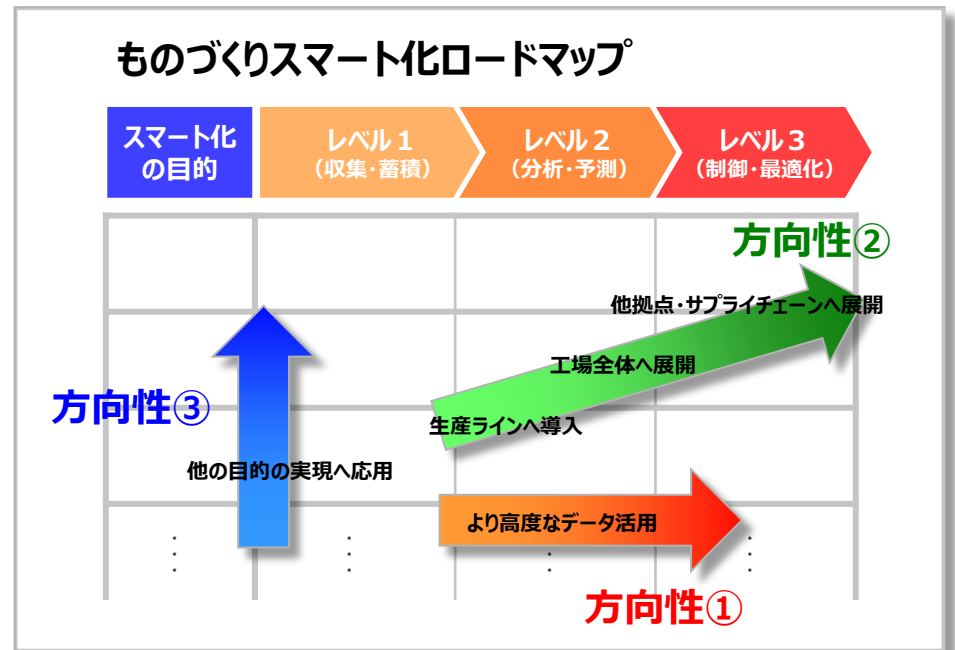 ものづくりスマート化ロードマップ
スマート化
の目的
レベル１
（収集・蓄積）
レベル２
（分析・予測）
レベル３
（制御・最適化）
方向性②
他拠点・サプライチェーンへ展開
工場全体へ展開
方向性③
生産ラインへ導入
他の目的の実現へ応用
より高度なデータ活用
方向性①